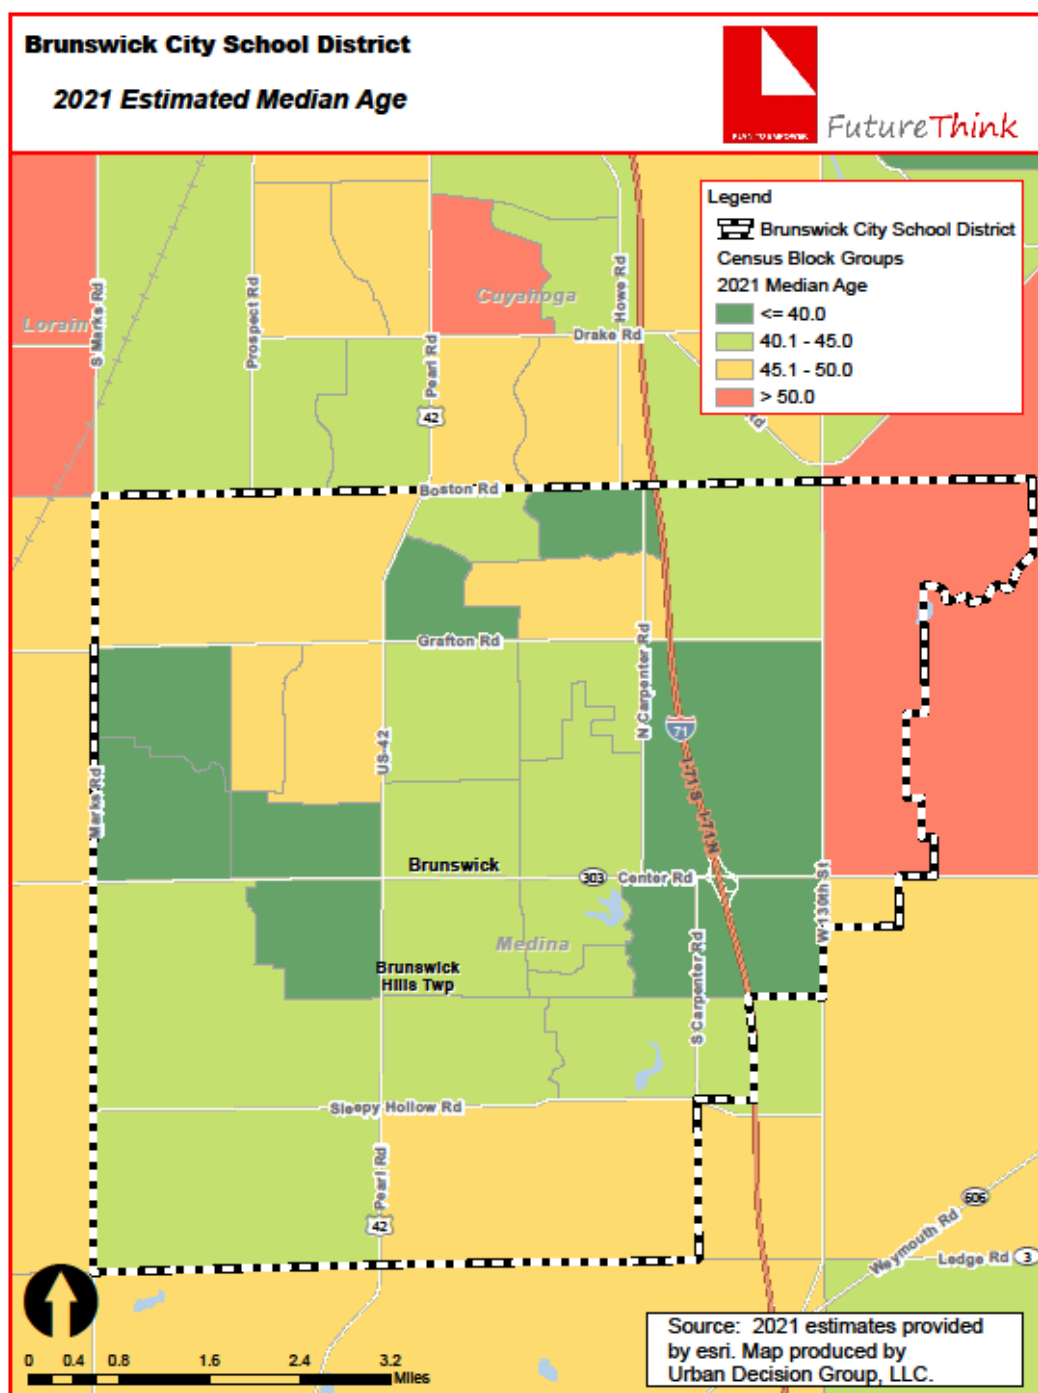 Brunswick City School District
2021 Estimated Median Age
PLAN TO EMPOWER
FutureThink
Legend
Brunswick City School District
Census Block Groups
2021 Median Age
<= 40.0
40.1 - 45.0
45.1 - 50.0
> 50.0
Lorain
S Marks Rd
Prospect Rd
Pearl Rd
42
Cuyahoga
Howe Rd
Drake Rd
Rd
Boston Rd
Grafton Rd
N Carpenter Rd
71
I-71 S
I-71 N
US-42
Marks Rd
Brunswick
303
Center Rd
W 130th St
Medina
Brunswick
Hills Twp
S Carpenter Rd
Sleepy Hollow Rd
Pearl Rd
42
606
Weymouth Rd
Ledge Rd
3
0 0.4 0.8 1.6 2.4 3.2
Miles
Source: 2021 estimates provided
by esri. Map produced by
Urban Decision Group, LLC.